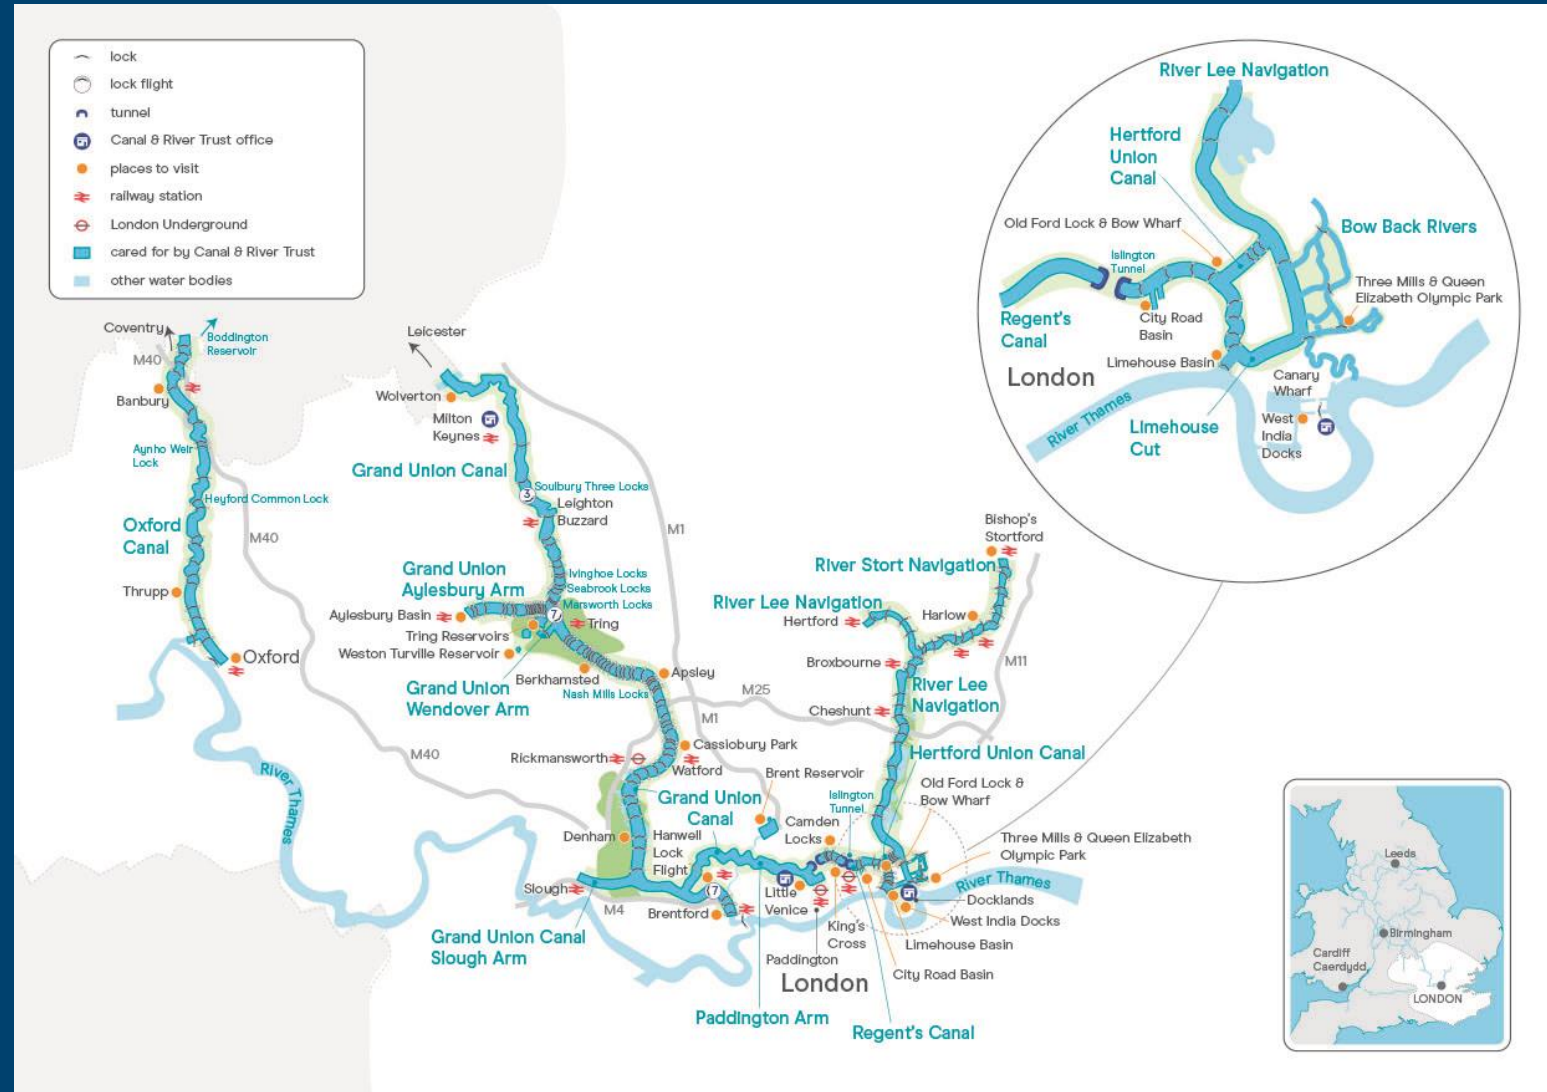 lock
lock flight
tunnel
Canal & River Trust office
places to visit
railway station
London Underground
cared for by Canal & River Trust
other water bodies
River Lee Navigation
Hertford
Union
Canal
Old Ford Lock & Bow Wharf
Bow Back Rivers
Islington
Tunnel
Three Mills & Queen
Elizabeth Olympic Park
Regent's
Canal
City Road
Basin
Limehouse Basin
London
Canary
Wharf
River Thames
Limehouse
Cut
West
India
Docks
Coventry
Boddington
Reservoir
M40
Banbury
Aynho Weir
Lock
Heyford Common Lock
Oxford
Canal
M40
Thrupp
Oxford
Leicester
Wolverton
Milton
Keynes
Grand Union Canal
3
Soulbury Three Locks
Leighton
Buzzard
M1
Grand Union
Aylesbury Arm
Ivinghoe Locks
Seabrook Locks
Marsworth Locks
7
Aylesbury Basin
Tring
Tring Reservoirs
Weston Turville Reservoir
Berkhamsted
Nash Mills Locks
Apsley
Grand Union
Wendover Arm
Bishop's
Stortford
River Stort Navigation
River Lee Navigation
Hertford
Harlow
Broxbourne
M11
River Lee
Navigation
M25
M1
Cheshunt
M40
Rickmansworth
Cassiobury Park
Watford
Hertford Union Canal
Brent Reservoir
Old Ford Lock &
Bow Wharf
River Thames
Grand Union
Canal
Islington
Tunnel
Camden
Locks
Denham
Hanwell
Lock
Flight
Three Mills & Queen Elizabeth
Olympic Park
Slough
7
Little
Venice
River Thames
M4
Brentford
Docklands
West India Docks
King's
Cross
Limehouse Basin
Grand Union Canal
Slough Arm
Paddington
City Road Basin
London
Paddington Arm
Regent's Canal
Leeds
Birmingham
Cardiff
Caerdydd
LONDON